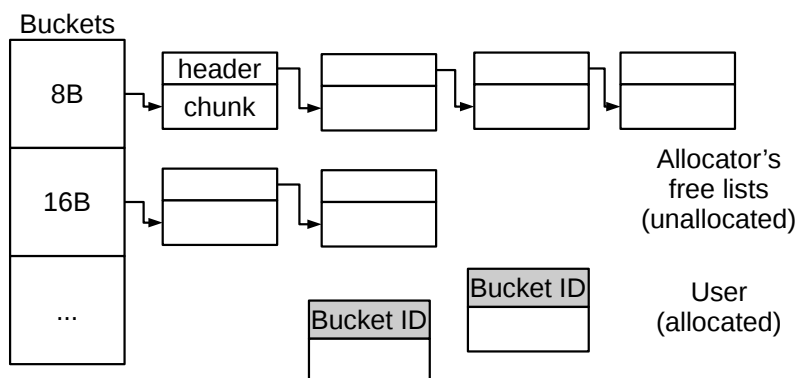 Buckets
8B
header
chunk
16B
Allocator's
free lists
(unallocated)
...
Bucket ID
Bucket ID
User
(allocated)